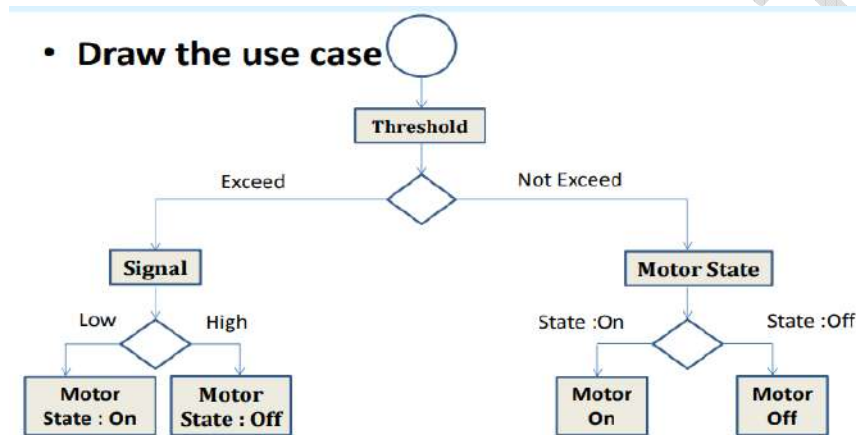 • Draw the use case
Threshold
Exceed
Not Exceed
Signal
Motor State
Low
High
State :On
State :Off
Motor
State : On
Motor
State : Off
Motor
On
Motor
Off